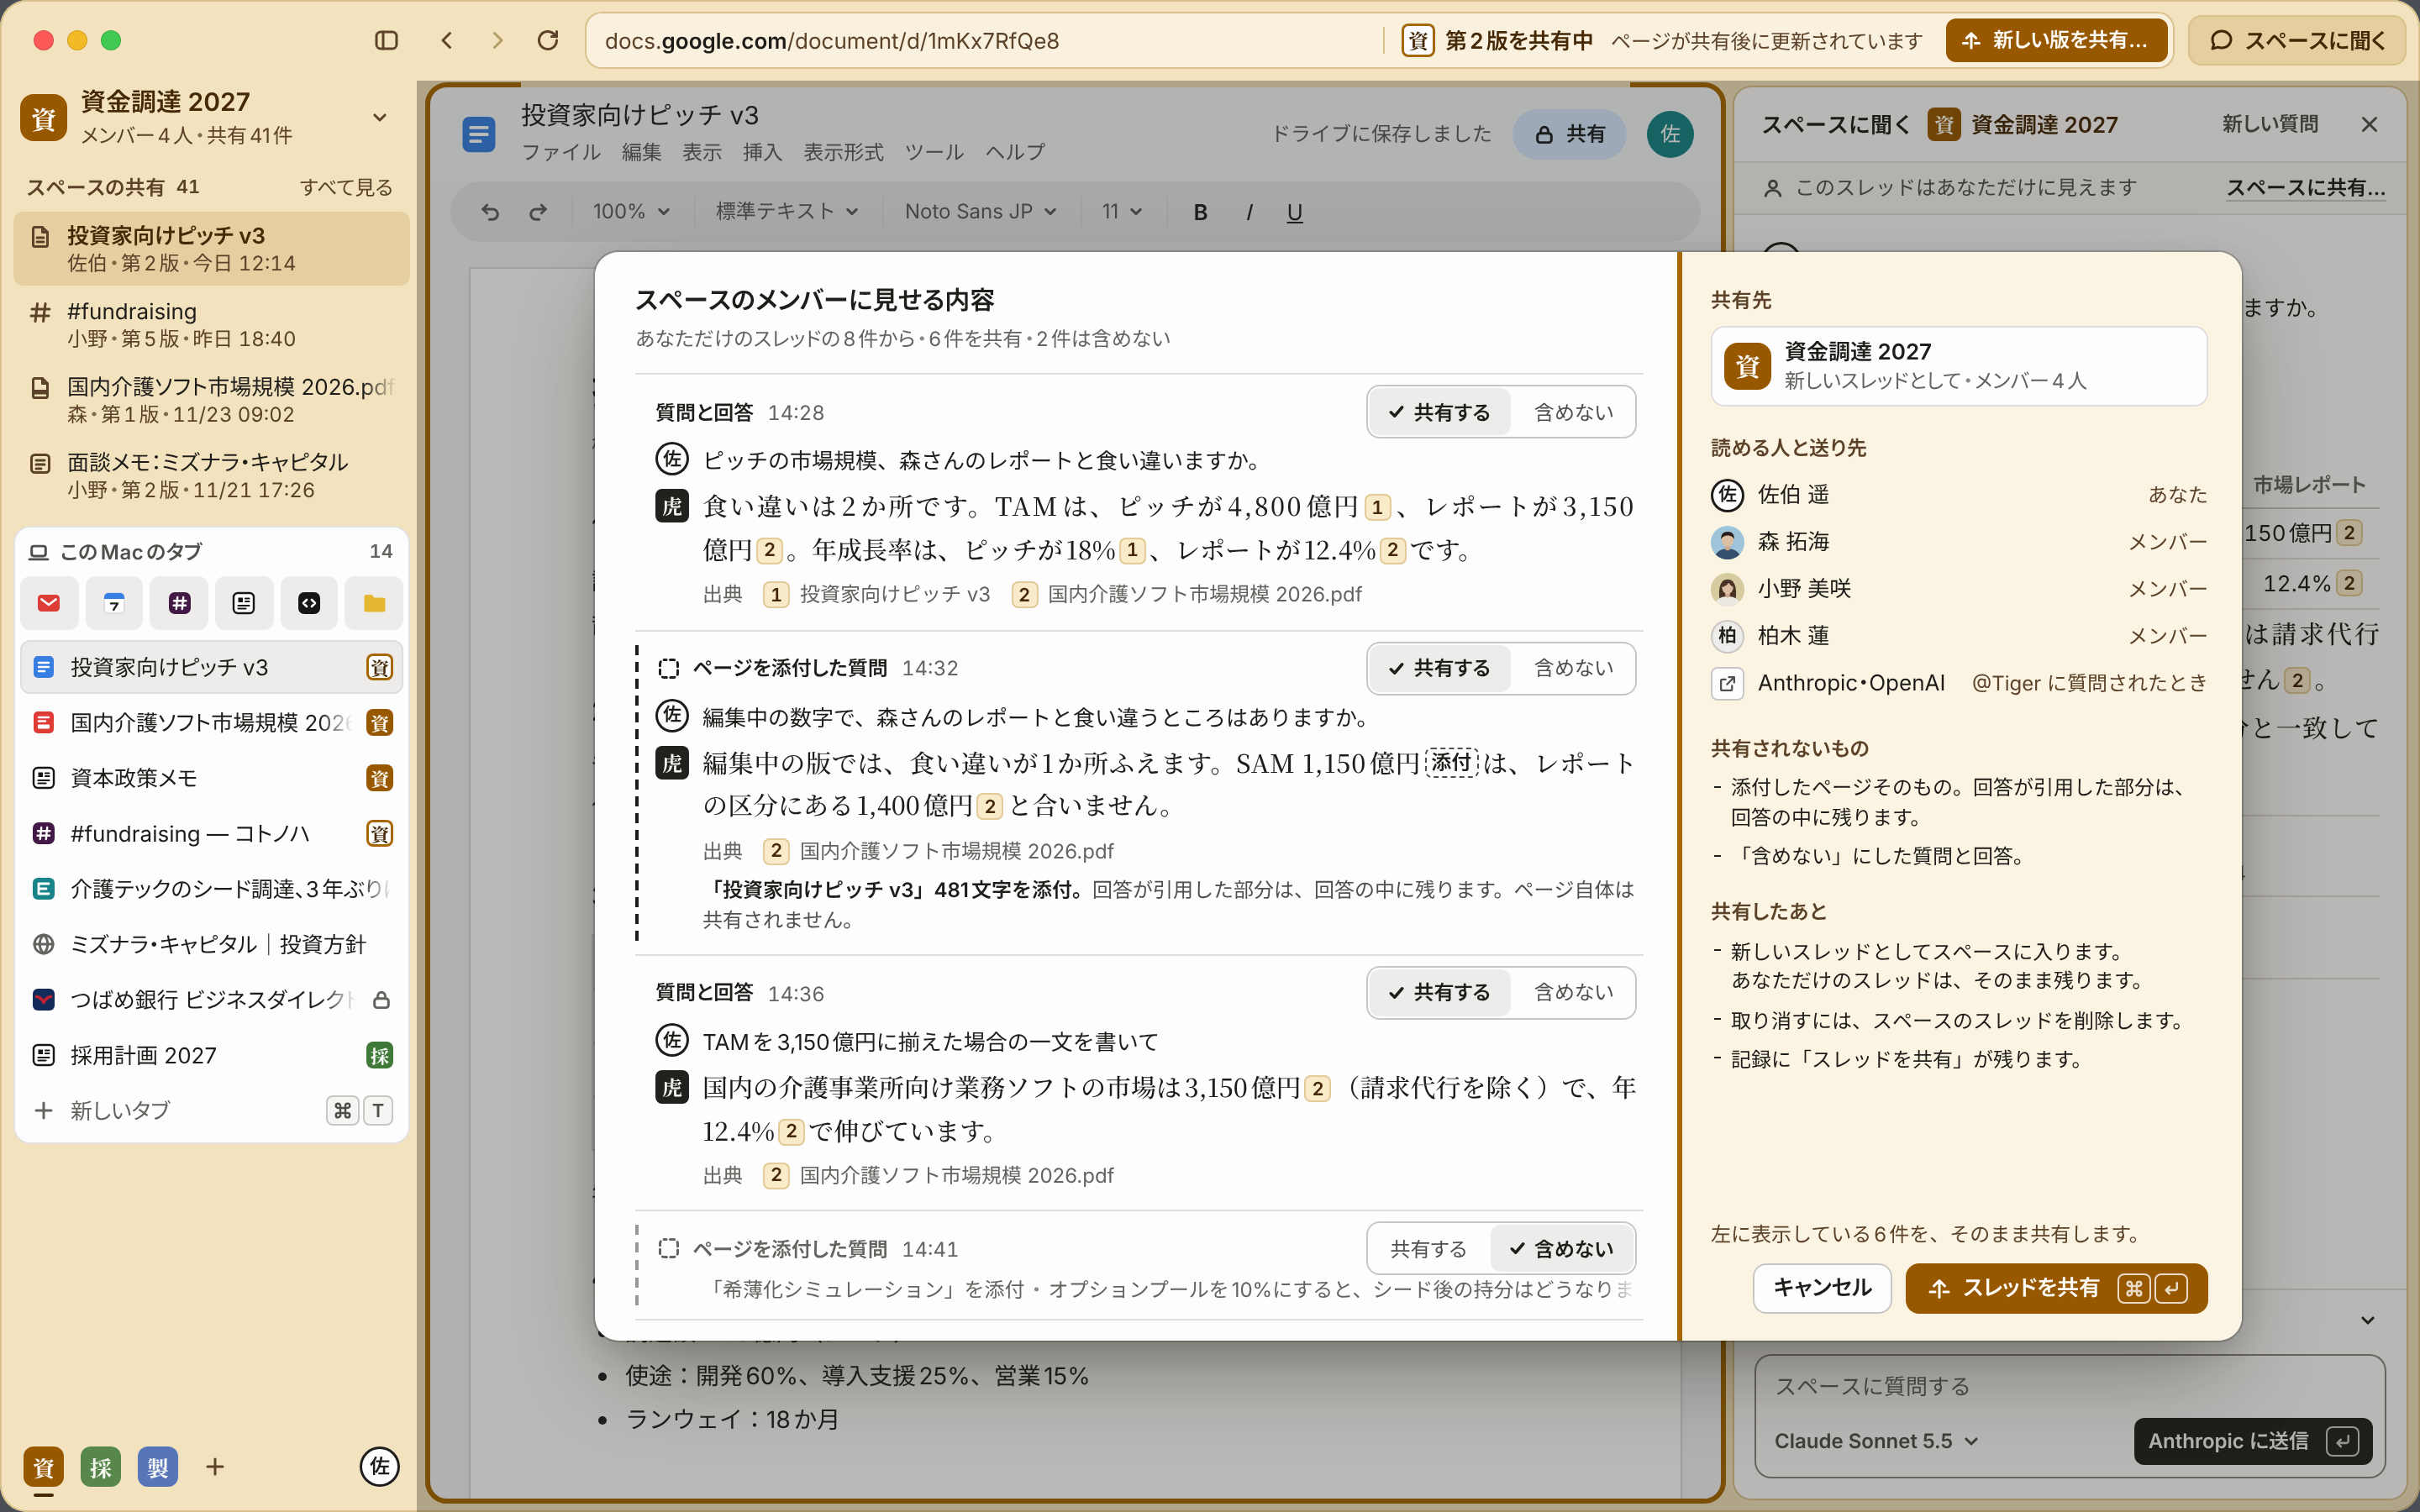 docs.google.com/document/d/1mKx7RfQe8
資 第2版を共有中 ページが共有後に更新されています
新しい版を共有…
スペースに聞く
資 資金調達 2027
メンバー4人・共有41件
スペースの共有 41 すべて見る
投資家向けピッチ v3
佐伯・第2版・今日 12:14
#fundraising
小野・第5版・昨日 18:40
国内介護ソフト市場規模 2026.pdf
森・第1版・11/23 09:02
面談メモ：ミズナラ・キャピタル
小野・第2版・11/21 17:26
このMacのタブ 14
7
投資家向けピッチ v3 資
国内介護ソフト市場規模 202 資
資本政策メモ 資
#fundraising — コトノハ 資
介護テックのシード調達、3年ぶり
ミズナラ・キャピタル｜投資方針
つばめ銀行 ビジネスダイレク
採用計画 2027 採
新しいタブ ⌘ T
資 採 製 佐
投資家向けピッチ v3
ファイル 編集 表示 挿入 表示形式 ツール ヘルプ
ドライブに保存しました 共有 佐
100% 標準テキスト Noto Sans JP 11 B I U
使途：開発60%、導入支援25%、営業15%
ランウェイ：18か月
スペースのメンバーに見せる内容
あなただけのスレッドの8件から・6件を共有・2件は含めない
質問と回答 14:28 共有する 含めない
佐 ピッチの市場規模、森さんのレポートと食い違いますか。
虎 食い違いは2か所です。TAMは、ピッチが4,800億円 1 、レポートが3,150
億円 2 。年成長率は、ピッチが18% 1 、レポートが12.4% 2 です。
出典 1 投資家向けピッチ v3 2 国内介護ソフト市場規模 2026.pdf
ページを添付した質問 14:32 共有する 含めない
佐 編集中の数字で、森さんのレポートと食い違うところはありますか。
虎 編集中の版では、食い違いが1か所ふえます。SAM 1,150億円 添付 は、レポート
の区分にある1,400億円 2 と合いません。
出典 2 国内介護ソフト市場規模 2026.pdf
「投資家向けピッチ v3」481文字を添付。回答が引用した部分は、回答の中に残ります。ページ自体は
共有されません。
質問と回答 14:36 共有する 含めない
佐 TAMを3,150億円に揃えた場合の一文を書いて
虎 国内の介護事業所向け業務ソフトの市場は3,150億円 2 （請求代行を除く）で、年
12.4% 2 で伸びています。
出典 2 国内介護ソフト市場規模 2026.pdf
ページを添付した質問 14:41 共有する 含めない
「希薄化シミュレーション」を添付・オプションプールを10%にすると、シード後の持分はどうなりま
共有先
資 資金調達 2027
新しいスレッドとして・メンバー4人
読める人と送り先
佐 佐伯 遥 あなた
森 拓海 メンバー
小野 美咲 メンバー
柏 柏木 蓮 メンバー
Anthropic・OpenAI @Tiger に質問されたとき
共有されないもの
- 添付したページそのもの。回答が引用した部分は、
回答の中に残ります。
- 「含めない」にした質問と回答。
共有したあと
- 新しいスレッドとしてスペースに入ります。
あなただけのスレッドは、そのまま残ります。
- 取り消すには、スペースのスレッドを削除します。
- 記録に「スレッドを共有」が残ります。
左に表示している6件を、そのまま共有します。
キャンセル スレッドを共有 ⌘
スペースに聞く 資 資金調達 2027 新しい質問
このスレッドはあなただけに見えます スペースに共有…
ますか。
市場レポート
150億円 2
12.4% 2
は請求代行
せん 2 。
と一致して
スペースに質問する
Claude Sonnet 5.5 Anthropic に送信